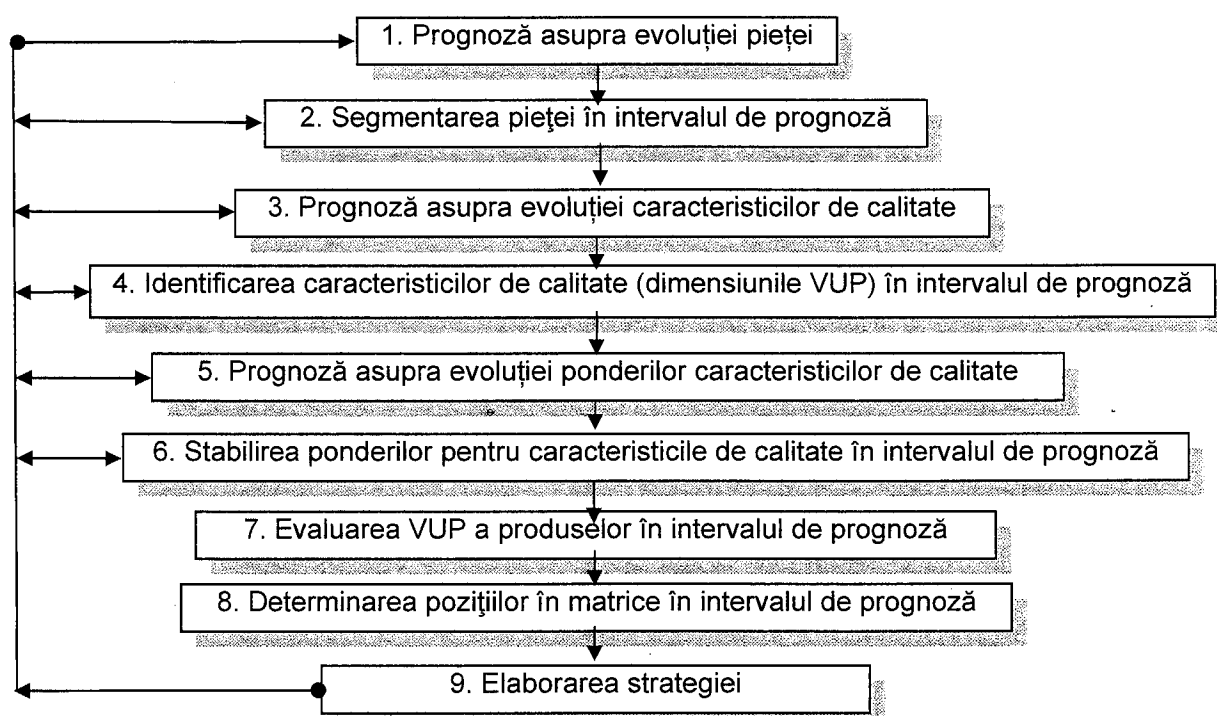 1. Prognoză asupra evoluției pieței
2. Segmentarea pieţei în intervalul de prognoză
3. Prognoză asupra evoluției caracteristicilor de calitate
4. Identificarea caracteristicilor de calitate (dimensiunile VUP) în intervalul de prognoză
5. Prognoză asupra evoluției ponderilor caracteristicilor de calitate
6. Stabilirea ponderilor pentru caracteristicile de calitate în intervalul de prognoză
7. Evaluarea VUP a produselor în intervalul de prognoză
8. Determinarea poziţiilor în matrice în intervalul de prognoză
9. Elaborarea strategiei